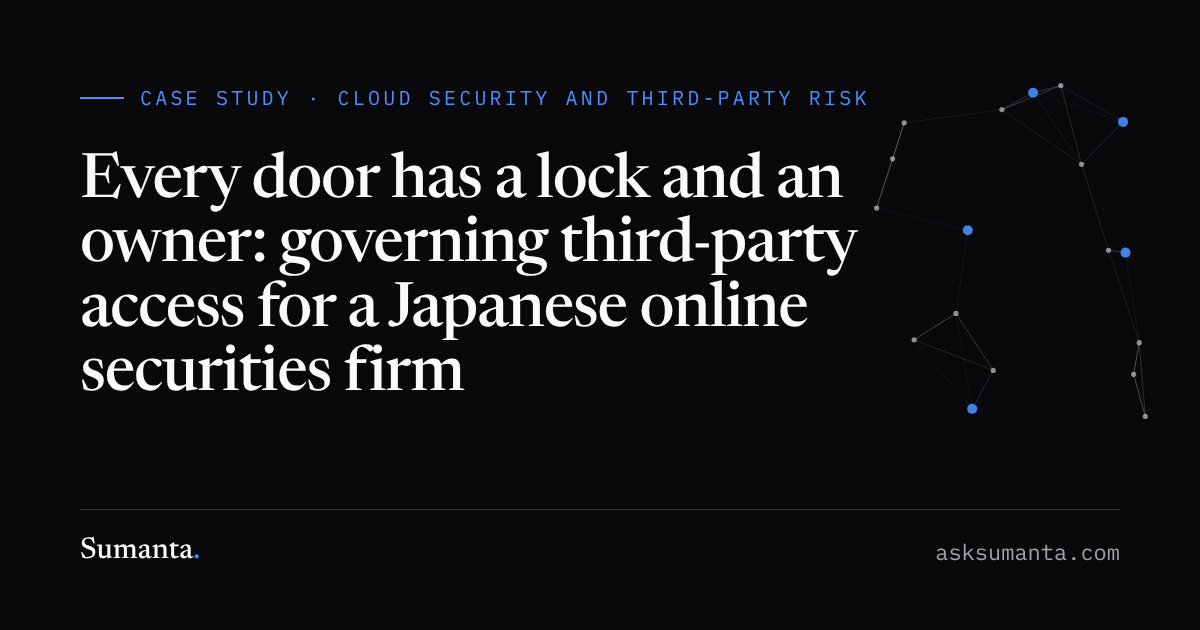 CASE STUDY · CLOUD SECURITY AND THIRD-PARTY RISK
Every door has a lock and an
owner: governing third-party
access for a Japanese online
securities firm
Sumanta.
asksumanta.com